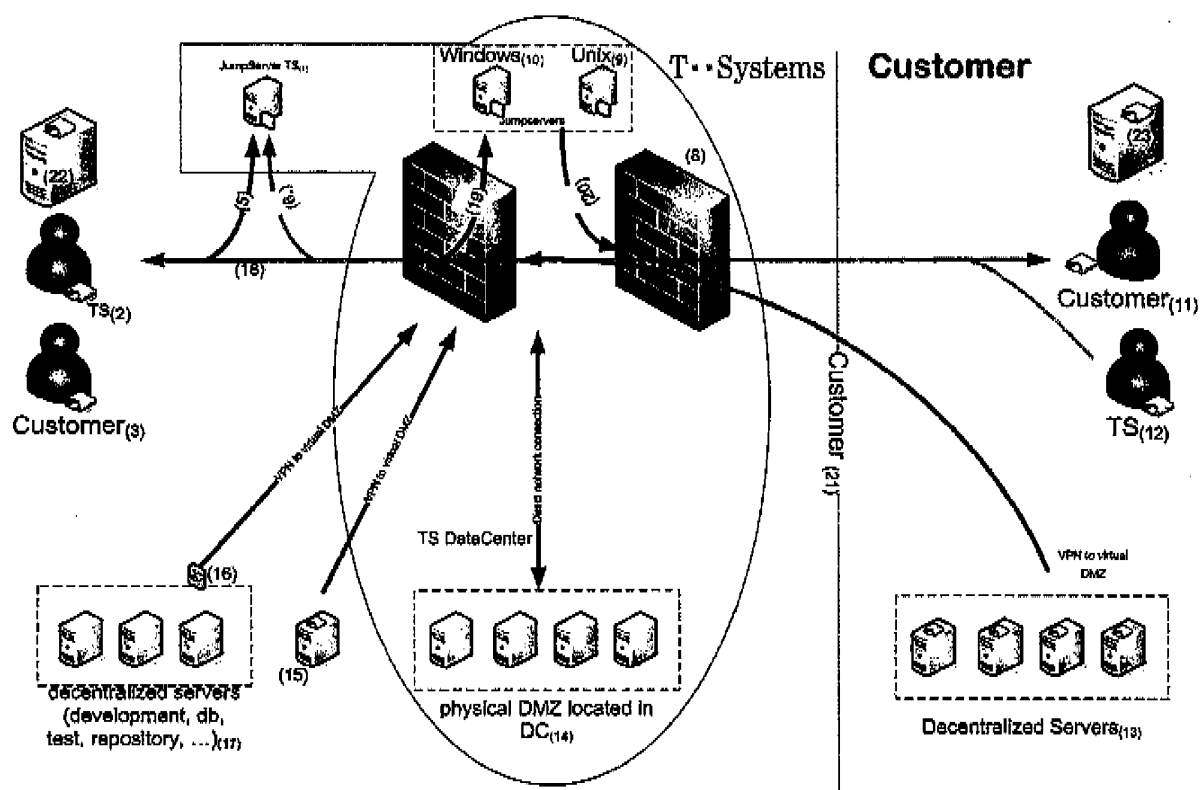 JumpServer TS(1)
Windows(10)
Unix(9)
Jumpservers
T··Systems
Customer
(22)
(5)
(19)
(20)
(8)
(23)
TS(2)
(18)
Customer(11)
Customer(3)
TS(12)
Customer (21)
VPN to virtual DMZ
VPN to virtual DMZ
Direct network connection
TS DataCenter
VPN to virtual
DMZ
(16)
(15)
decentralized servers
(development, db,
test, repository, ...)(17)
physical DMZ located in
DC(14)
Decentralized Servers(13)